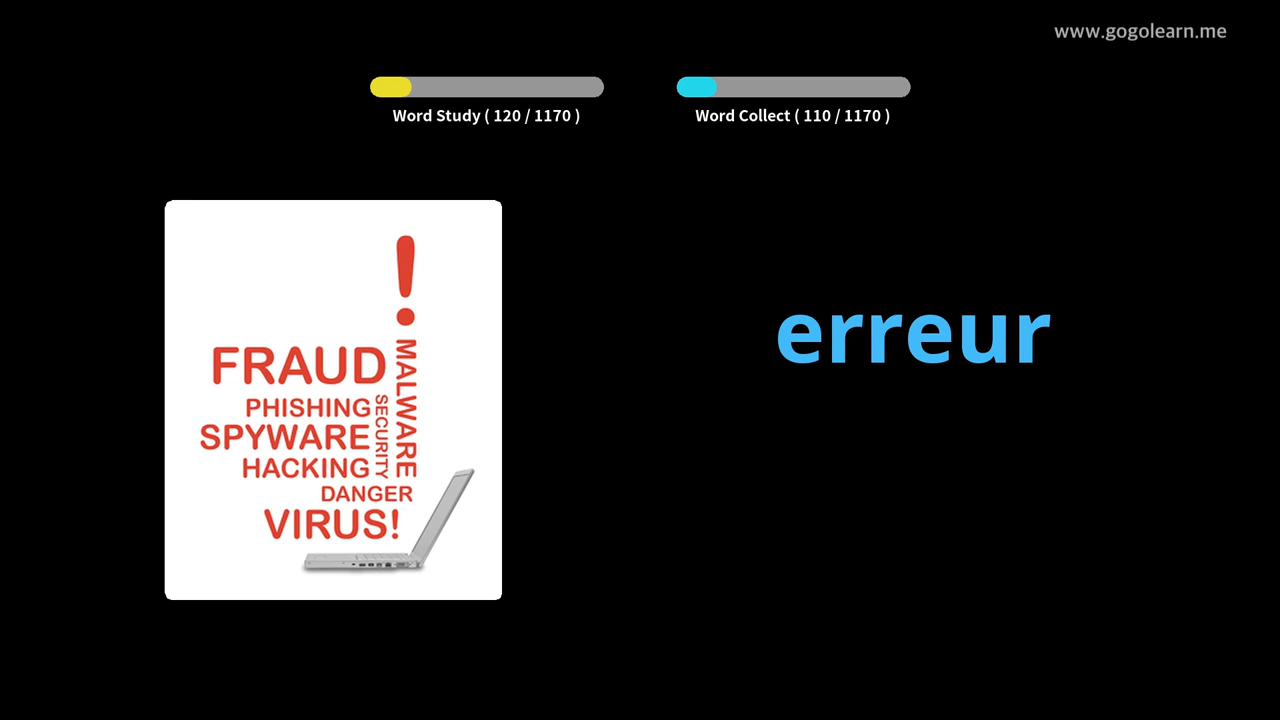 www.gogolearn.me
Word Study ( 120 / 1170 )
Word Collect ( 110 / 1170 )
!
FRAUD
MALWARE
PHISHING
SECURITY
SPYWARE
HACKING
DANGER
VIRUS!
erreur